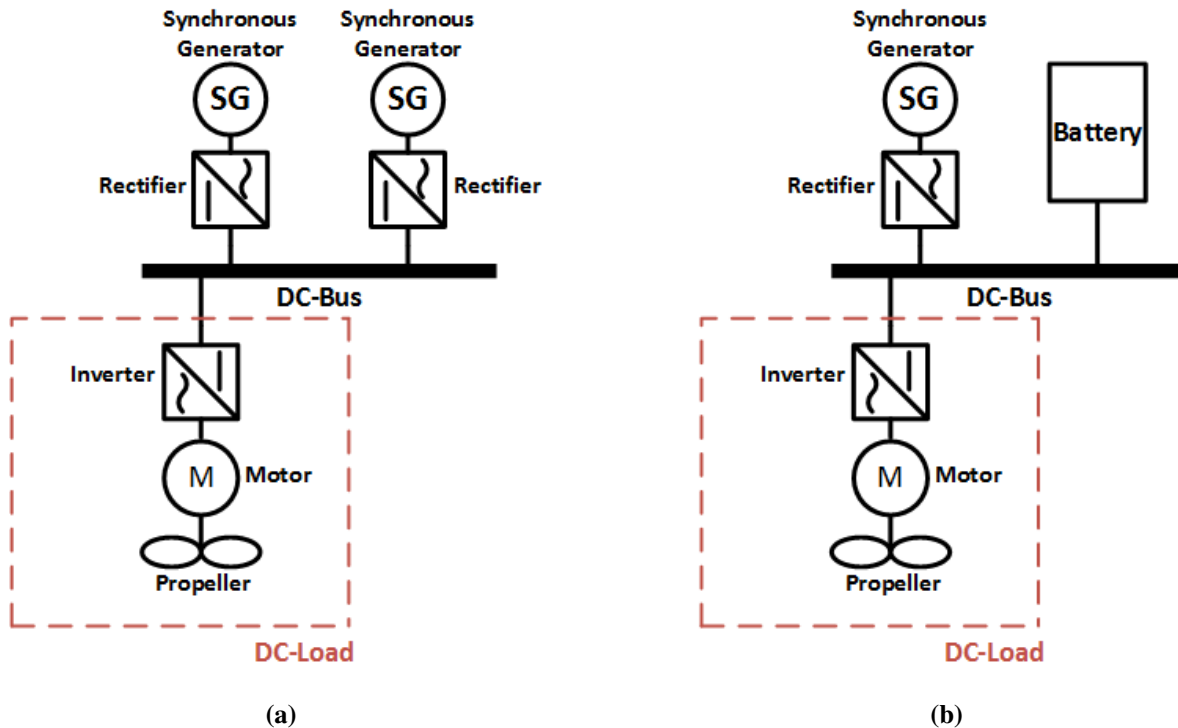 Synchronous
Generator
Synchronous
Generator
SG
SG
Rectifier
Rectifier
DC-Bus
Inverter
M
Motor
Propeller
DC-Load
(a)
Synchronous
Generator
SG
Battery
Rectifier
DC-Bus
Inverter
M
Motor
Propeller
DC-Load
(b)